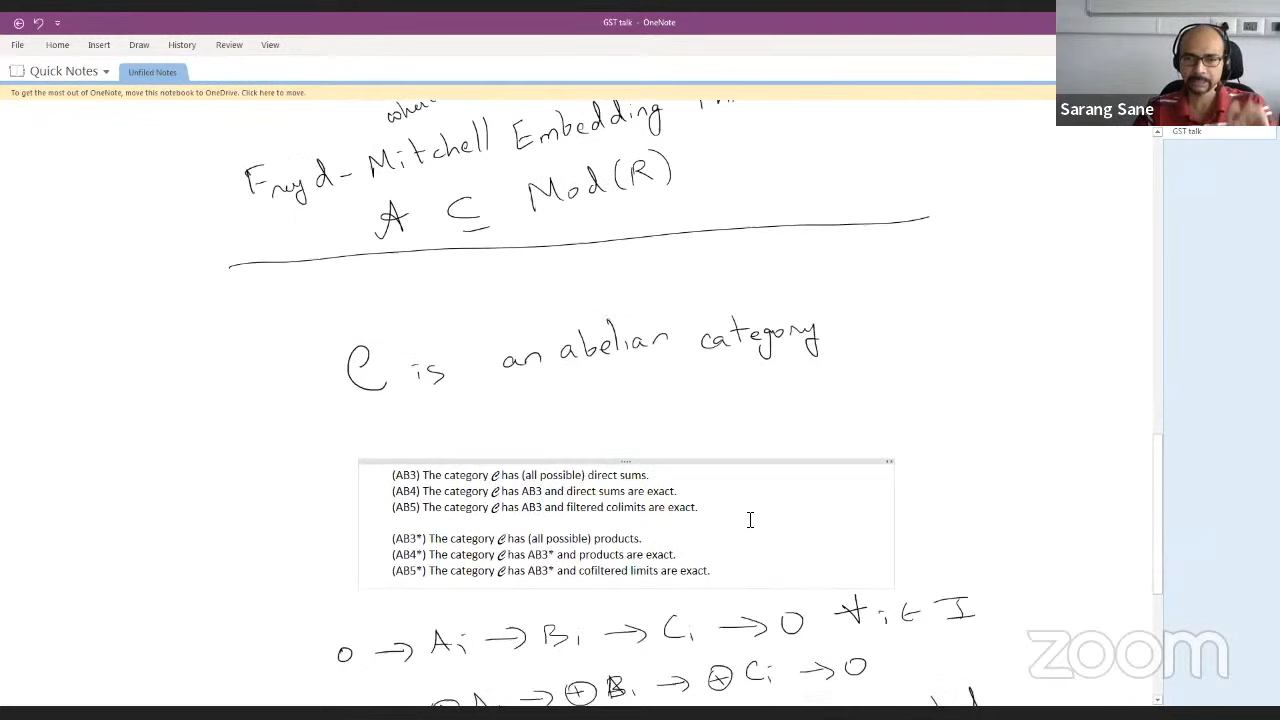 GST talk - OneNote
File Home Insert Draw History Review View
Quick Notes Unfiled Notes
To get the most out of OneNote, move this notebook to OneDrive. Click here to move.
Sarang Sane
GST talk
Freyd-Mitchell Embedding
A ⊆ Mod(R)
C is an abelian category
(AB3) The category C has (all possible) direct sums.
(AB4) The category C has AB3 and direct sums are exact.
(AB5) The category C has AB3 and filtered colimits are exact.
(AB3*) The category C has (all possible) products.
(AB4*) The category C has AB3* and products are exact.
(AB5*) The category C has AB3* and cofiltered limits are exact.
0 → Ai → Bi → Ci → 0 ∀ i ∈ I
→ ⊕ Bi → ⊕ Ci → 0
zoom